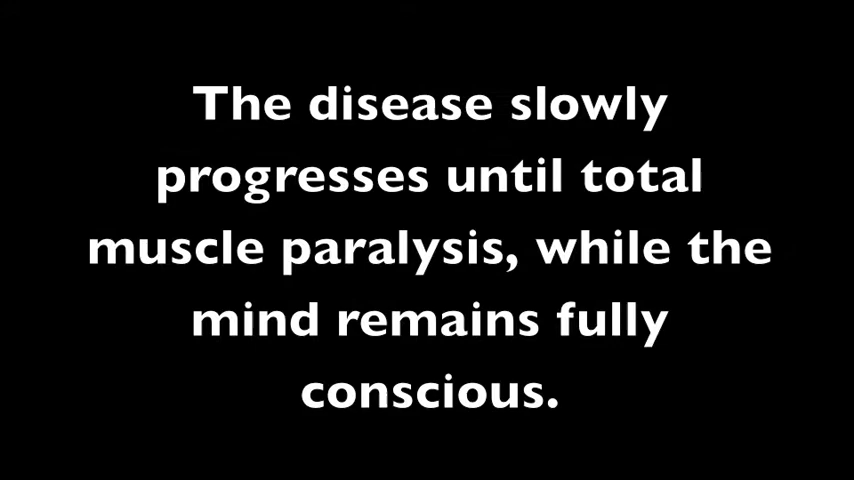 The disease slowly
progresses until total
muscle paralysis, while the
mind remains fully
conscious.